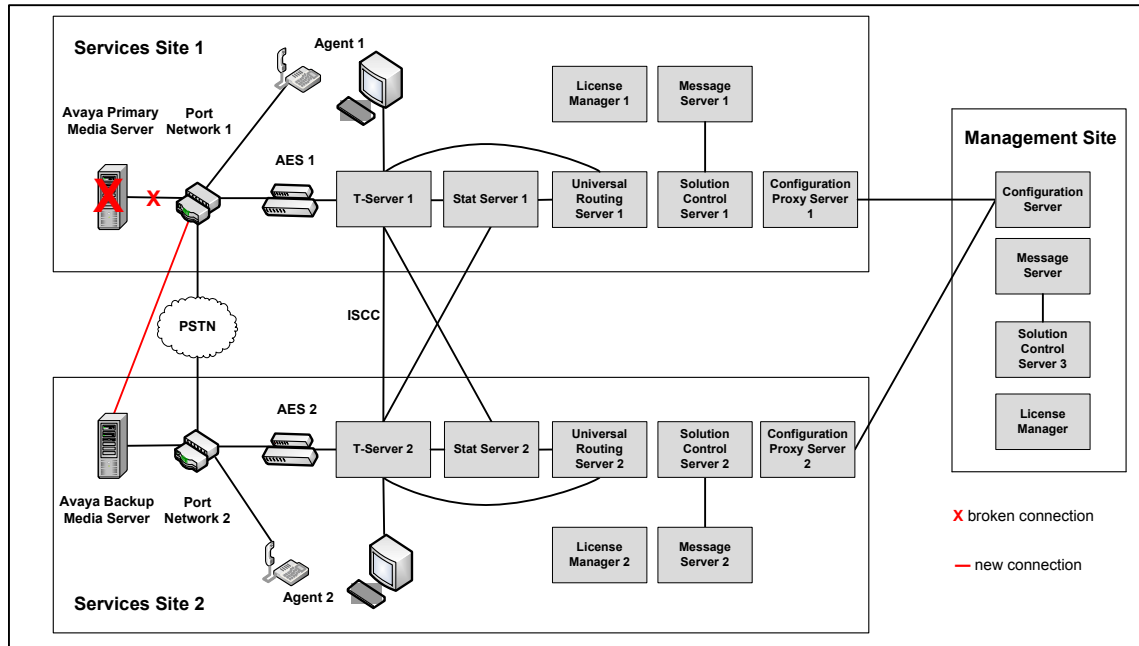 Services Site 1
Agent 1
License
Manager 1
Message
Server 1
Avaya Primary
Media Server
Port
Network 1
Management Site
AES 1
T-Server 1
Stat Server 1
Universal
Routing
Server 1
Solution
Control
Server 1
Configuration
Proxy Server
1
Configuration
Server
Message
Server
ISCC
PSTN
Solution
Control
Server 3
AES 2
License
Manager
T-Server 2
Stat Server 2
Universal
Routing
Server 2
Solution
Control
Server 2
Configuration
Proxy Server
2
Avaya Backup
Media Server
Port
Network 2
X broken connection
License
Manager 2
Message
Server 2
new connection
Agent 2
Services Site 2